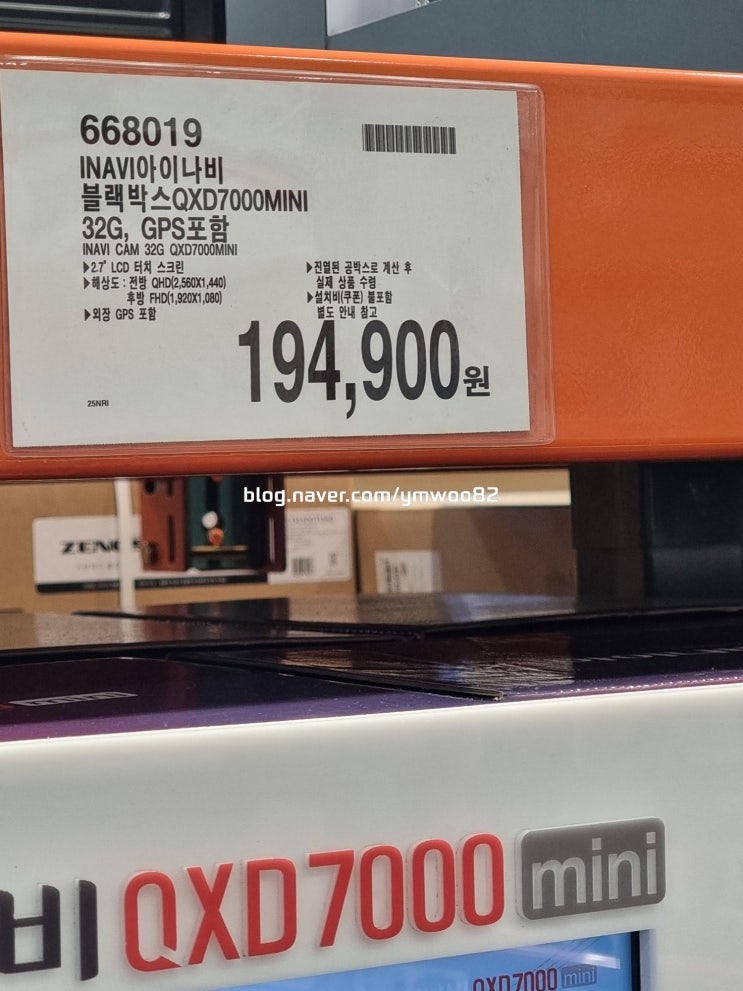 668019
INAVI아이나비
블랙박스QXD7000MINI
32G, GPS포함
INAVI CAM 32G QXD7000MINI
▶2.7" LCD 터치 스크린
▶해상도 : 전방 QHD(2,560X1,440)
후방 FHD(1,920X1,080)
▶외장 GPS 포함
▶진열된 공박스로 계산 후
실제 상품 수령
▶설치비(쿠폰) 불포함
별도 안내 참고
194,900원
25NRI
blog.naver.com/ymwoo82
ZENOS
mini
비 QXD7000 mini
QXD7000 mini